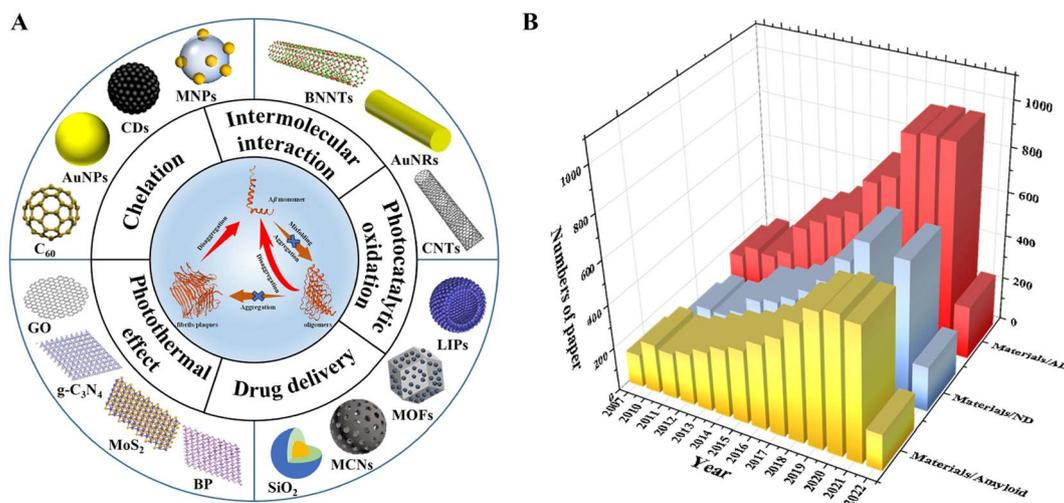 A
MNPs
CDs
AuNPs
C60
BNNTs
AuNRs
CNTs
GO
g-C3N4
MoS2
BP
LIPs
MOFs
MCNs
SiO2
Chelation
Intermolecular
interaction
Photocatalytic
oxidation
Photothermal
effect
Drug delivery
Aβ monomer
Disaggregation
Misfolding
Aggregation
Disaggregation
fibrils/plaques
Aggregation
oligomers
B
Numbers of paper
0
200
400
600
800
1000
0
200
400
600
800
1000
2007
2010
2011
2012
2013
2014
2015
2016
2017
2018
2019
2020
2021
2022
Year
Materials/Amyloid
Materials/ND